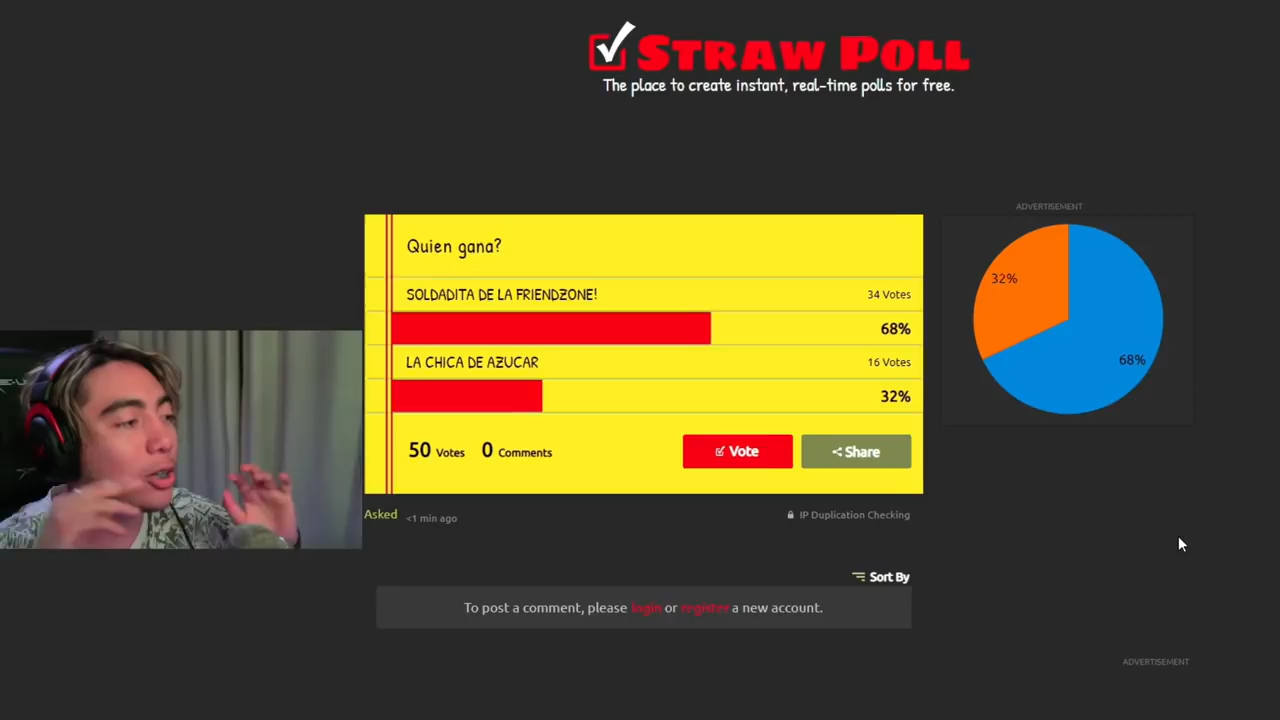 STRAW POLL
The place to create instant, real-time polls for free.
ADVERTISEMENT
Quien gana?
SOLDADITA DE LA FRIENDZONE! 34 Votes
68%
LA CHICA DE AZUCAR 16 Votes
32%
50 Votes 0 Comments Vote Share
32%
68%
Asked <1 min ago IP Duplication Checking
Sort By
To post a comment, please login or register a new account.
ADVERTISEMENT